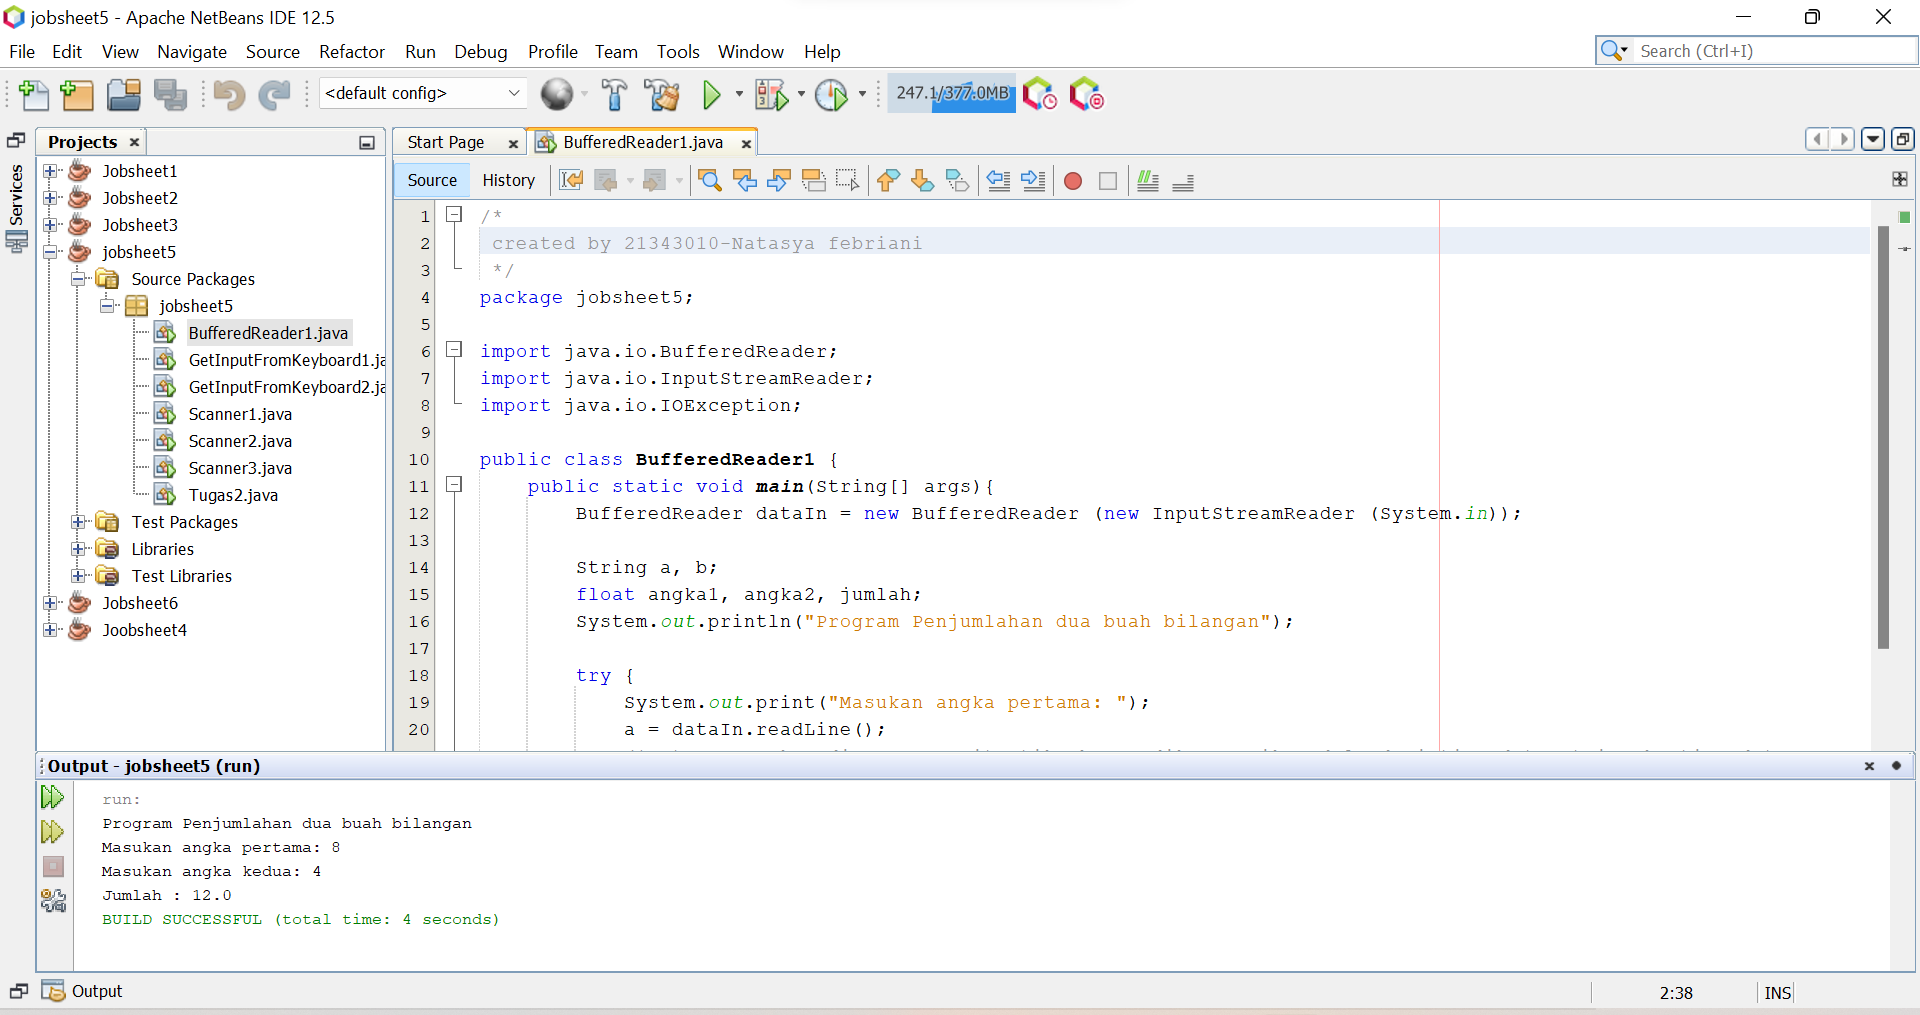 jobsheet5 - Apache NetBeans IDE 12.5
File Edit View Navigate Source Refactor Run Debug Profile Team Tools Window Help
Search (Ctrl+I)
<default config>
247.1/377.0MB
Services
Projects
Jobsheet1
Jobsheet2
Jobsheet3
jobsheet5
Source Packages
jobsheet5
BufferedReader1.java
GetInputFromKeyboard1.ja
GetInputFromKeyboard2.ja
Scanner1.java
Scanner2.java
Scanner3.java
Tugas2.java
Test Packages
Libraries
Test Libraries
Jobsheet6
Joobsheet4
Start Page
BufferedReader1.java
Source History
1 /*
2 created by 21343010-Natasya febriani
3 */
4 package jobsheet5;
5
6 import java.io.BufferedReader;
7 import java.io.InputStreamReader;
8 import java.io.IOException;
9
10 public class BufferedReader1 {
11 public static void main(String[] args){
12 BufferedReader dataIn = new BufferedReader (new InputStreamReader (System.in));
13
14 String a, b;
15 float angka1, angka2, jumlah;
16 System.out.println("Program Penjumlahan dua buah bilangan");
17
18 try {
19 System.out.print("Masukan angka pertama: ");
20 a = dataIn.readLine();
Output - jobsheet5 (run)
run:
Program Penjumlahan dua buah bilangan
Masukan angka pertama: 8
Masukan angka kedua: 4
Jumlah : 12.0
BUILD SUCCESSFUL (total time: 4 seconds)
Output
2:38
INS